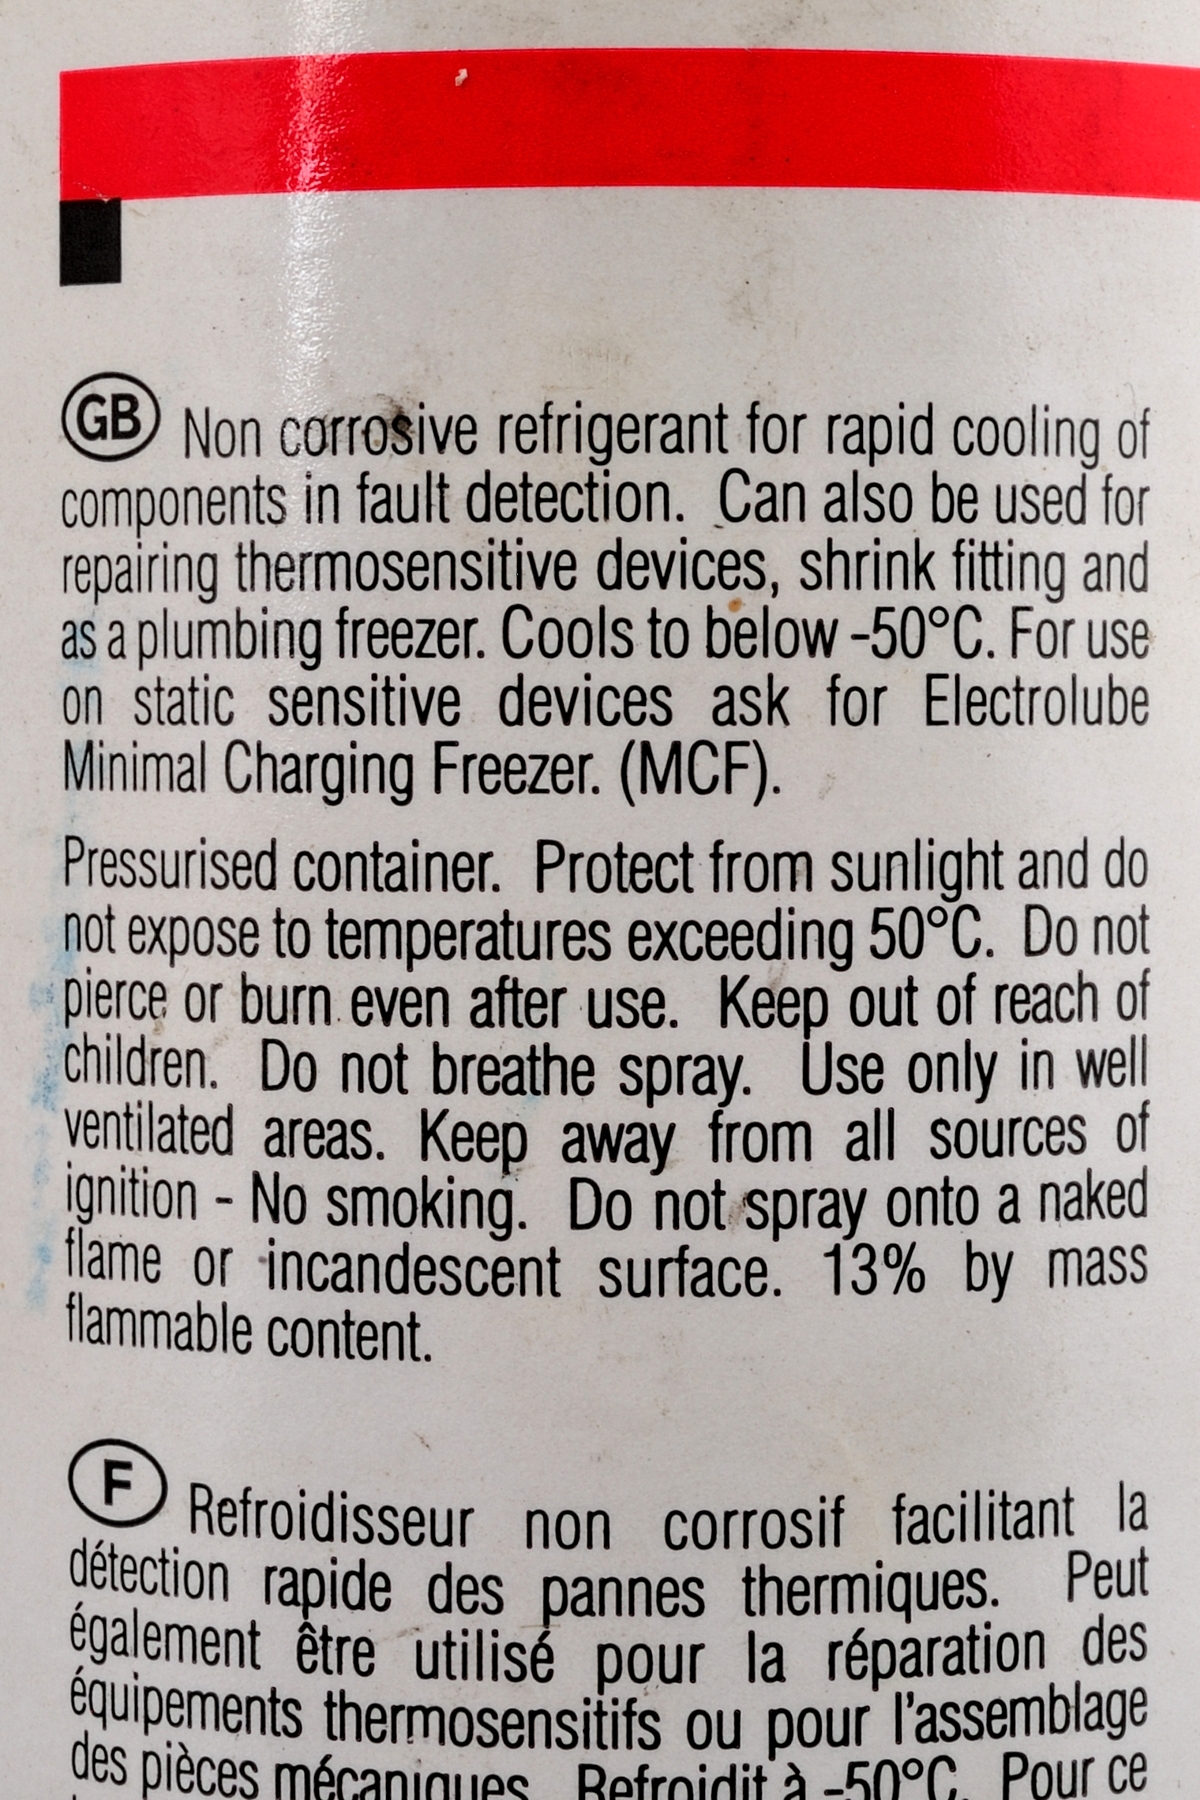 GB Non corrosive refrigerant for rapid cooling of
components in fault detection. Can also be used for
repairing thermosensitive devices, shrink fitting and
as a plumbing freezer. Cools to below -50°C. For use
on static sensitive devices ask for Electrolube
Minimal Charging Freezer. (MCF).
Pressurised container. Protect from sunlight and do
not expose to temperatures exceeding 50°C. Do not
pierce or burn even after use. Keep out of reach of
children. Do not breathe spray. Use only in well
ventilated areas. Keep away from all sources of
ignition - No smoking. Do not spray onto a naked
flame or incandescent surface. 13% by mass
flammable content.
F Refroidisseur non corrosif facilitant la
détection rapide des pannes thermiques. Peut
également être utilisé pour la réparation des
équipements thermosensitifs ou pour l'assemblage
des pièces mécaniques. Refroidit à -50°C. Pour ce